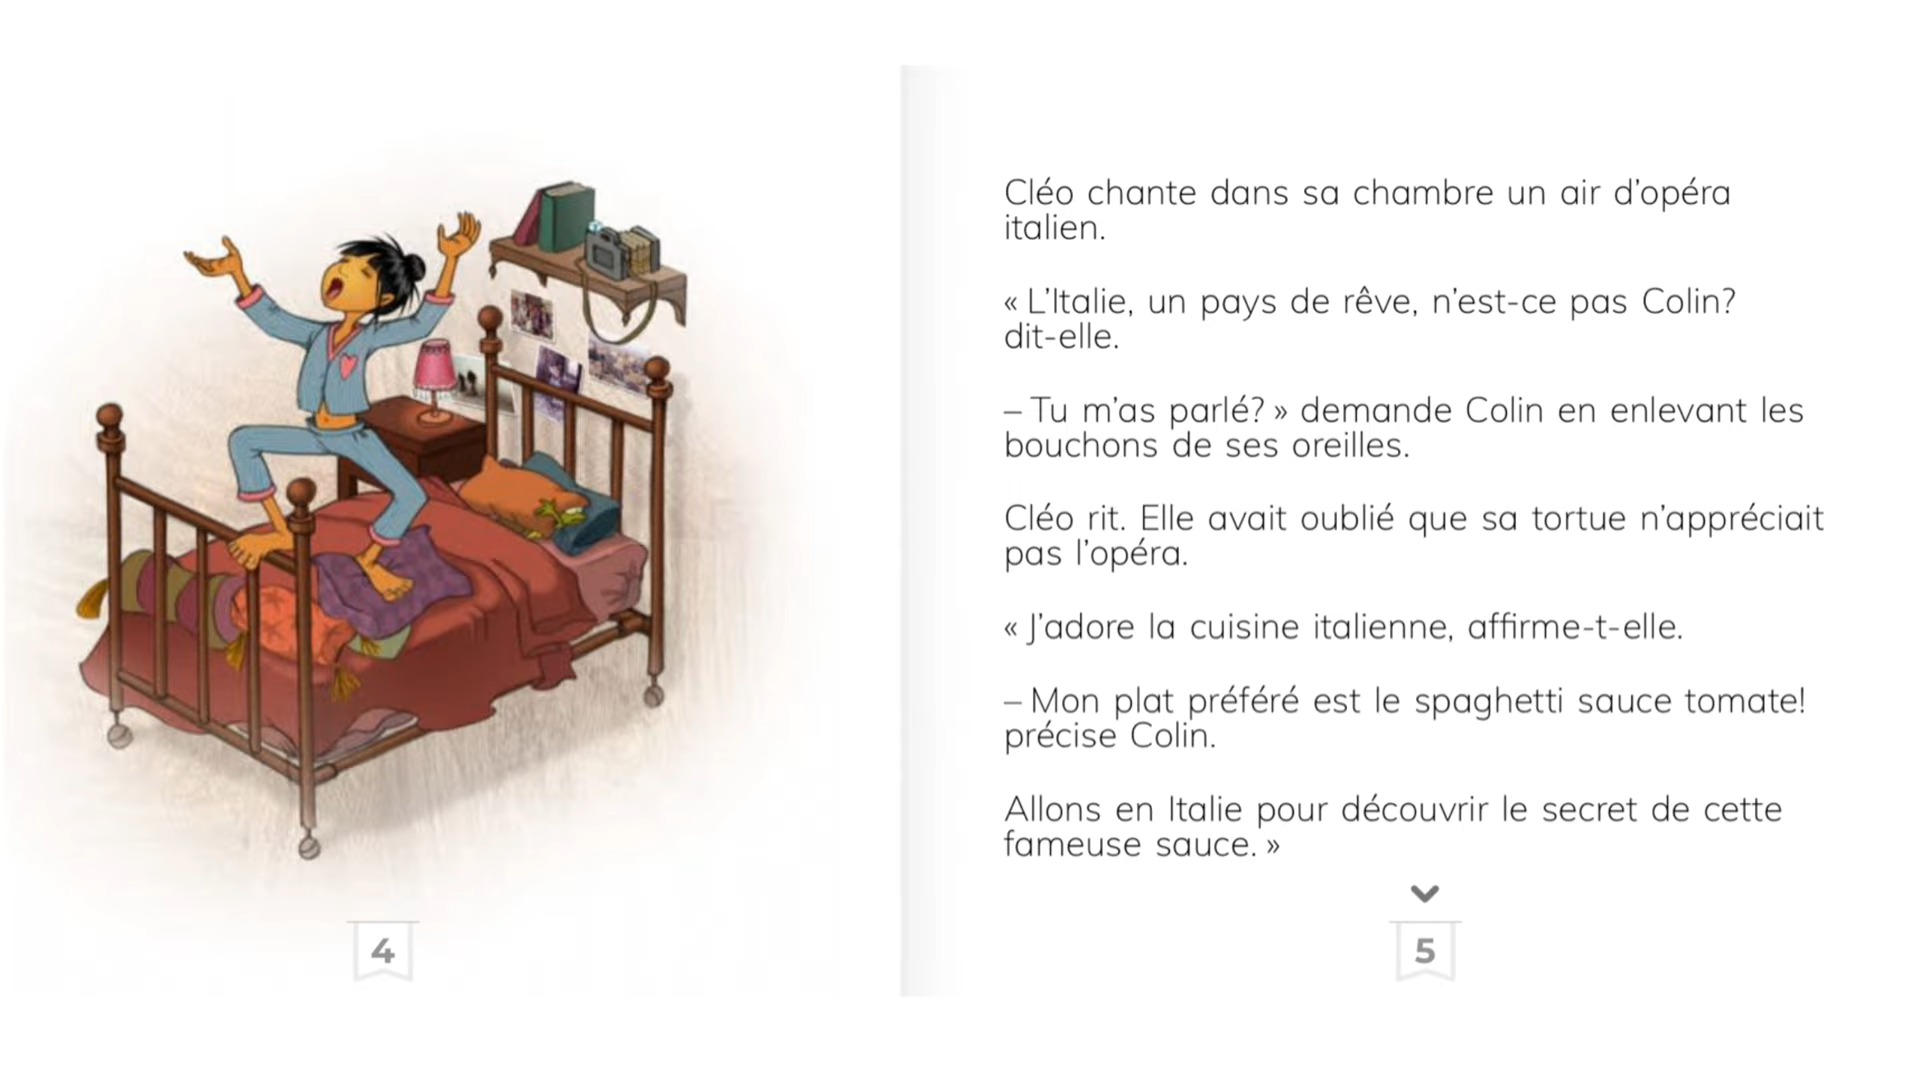 Cléo chante dans sa chambre un air d’opéra
italien.
« L’Italie, un pays de rêve, n’est-ce pas Colin?
dit-elle.
– Tu m’as parlé? » demande Colin en enlevant les
bouchons de ses oreilles.
Cléo rit. Elle avait oublié que sa tortue n’appréciait
pas l’opéra.
« J’adore la cuisine italienne, affirme-t-elle.
– Mon plat préféré est le spaghetti sauce tomate!
précise Colin.
Allons en Italie pour découvrir le secret de cette
fameuse sauce. »
4
5